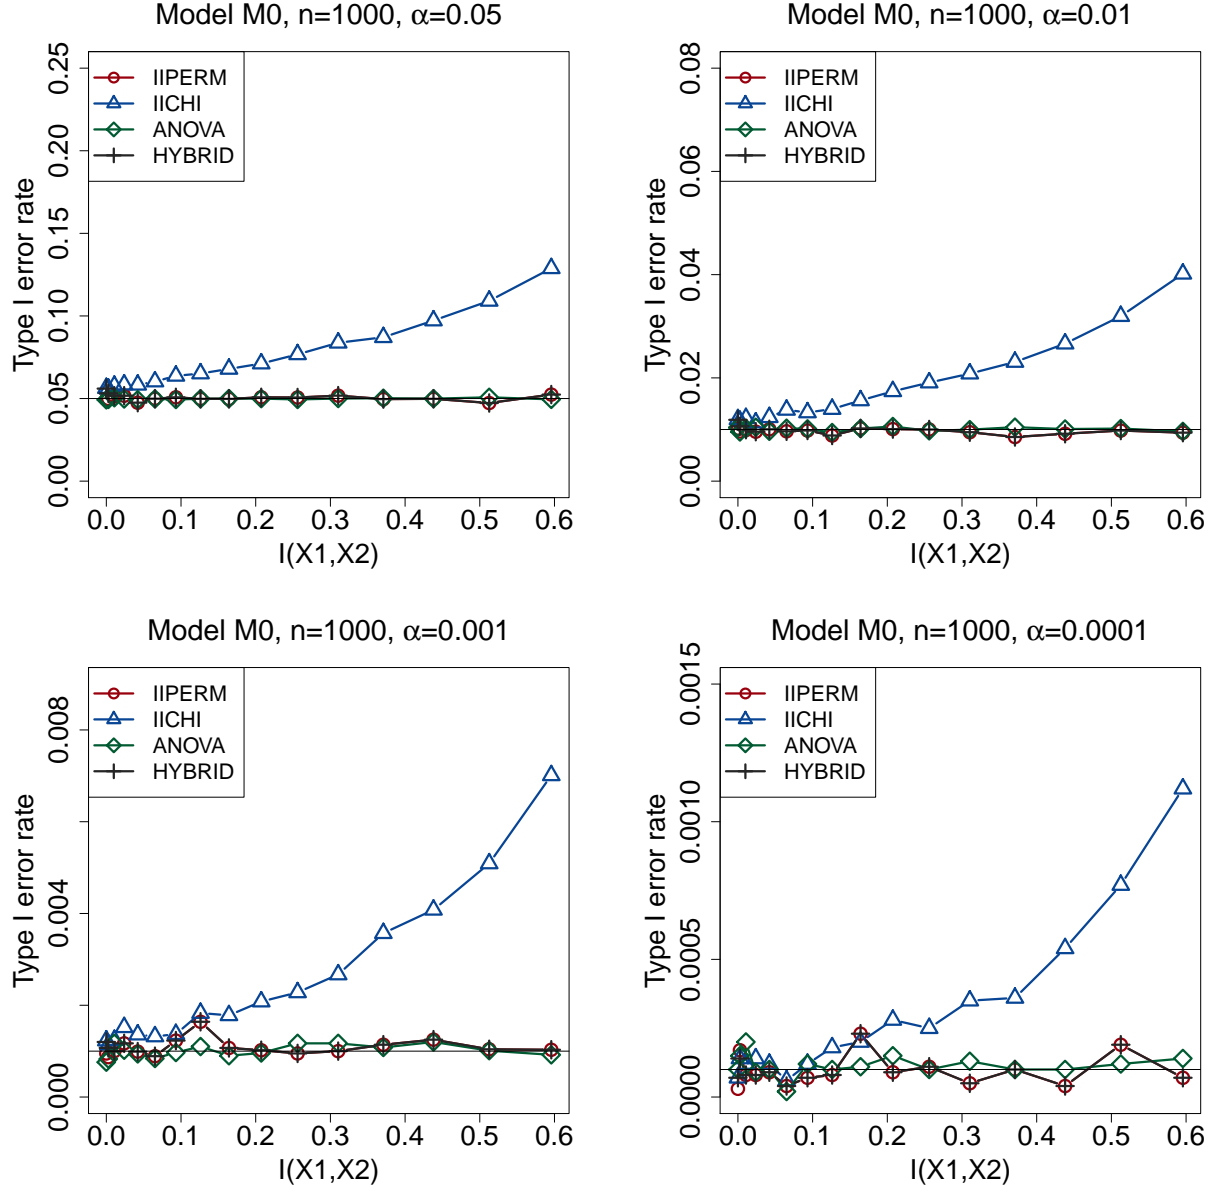 Model M0, n=1000, α=0.05
Type I error rate
0.00 0.05 0.10 0.15 0.20 0.25
IIPERM
IICHI
ANOVA
HYBRID
0.0 0.1 0.2 0.3 0.4 0.5 0.6
I(X1,X2)
Model M0, n=1000, α=0.01
Type I error rate
0.00 0.02 0.04 0.06 0.08
IIPERM
IICHI
ANOVA
HYBRID
0.0 0.1 0.2 0.3 0.4 0.5 0.6
I(X1,X2)
Model M0, n=1000, α=0.001
Type I error rate
0.000 0.004 0.008
IIPERM
IICHI
ANOVA
HYBRID
0.0 0.1 0.2 0.3 0.4 0.5 0.6
I(X1,X2)
Model M0, n=1000, α=0.0001
Type I error rate
0.0000 0.0005 0.0010 0.0015
IIPERM
IICHI
ANOVA
HYBRID
0.0 0.1 0.2 0.3 0.4 0.5 0.6
I(X1,X2)